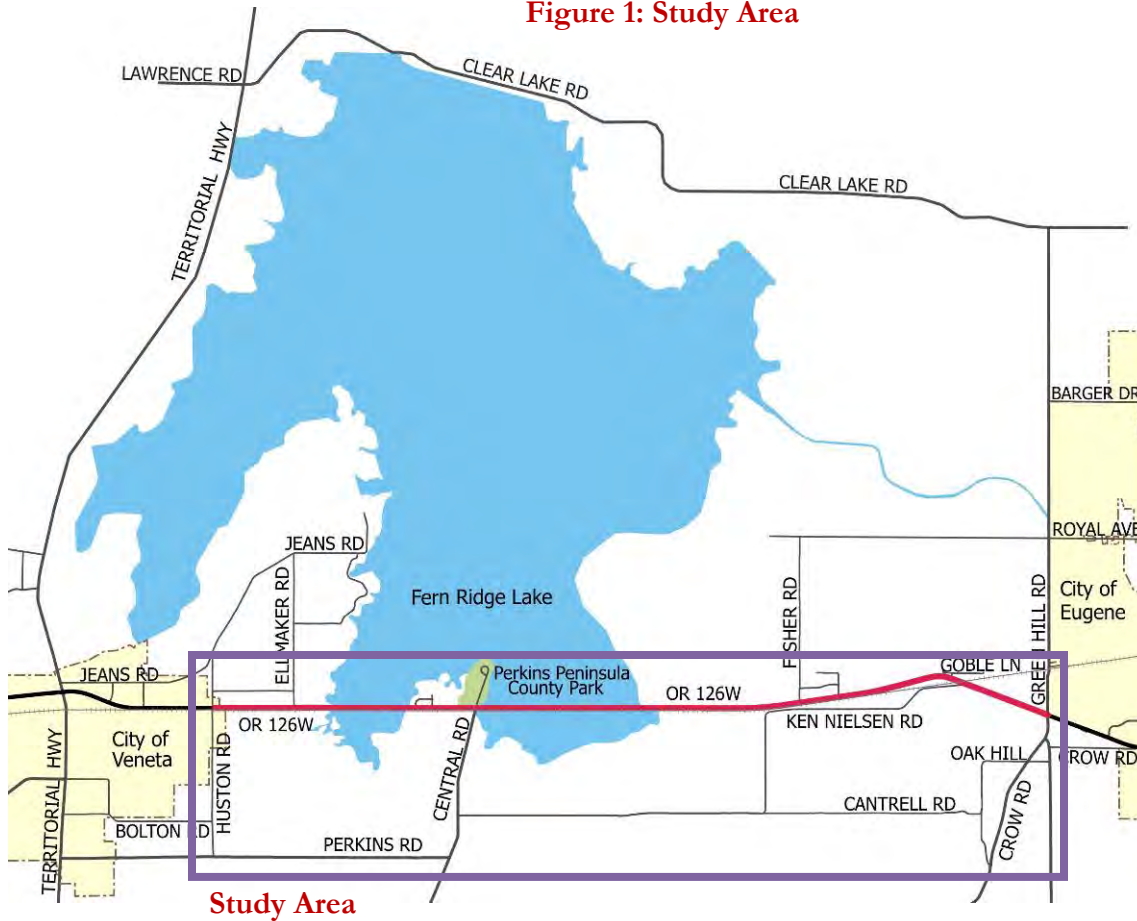 Figure 1: Study Area
LAWRENCE RD
CLEAR LAKE RD
CLEAR LAKE RD
TERRITORIAL HWY
BARGER DR
ROYAL AVE
JEANS RD
ELLMAKER RD
Fern Ridge Lake
FISHER RD
GREEN HILL RD
City of
Eugene
JEANS RD
Perkins Peninsula
County Park
GOBLE LN
OR 126W
OR 126W
KEN NIELSEN RD
City of
Veneta
HUSTON RD
CENTRAL RD
OAK HILL
CROW RD
TERRITORIAL HWY
BOLTON RD
CANTRELL RD
CROW RD
PERKINS RD
Study Area